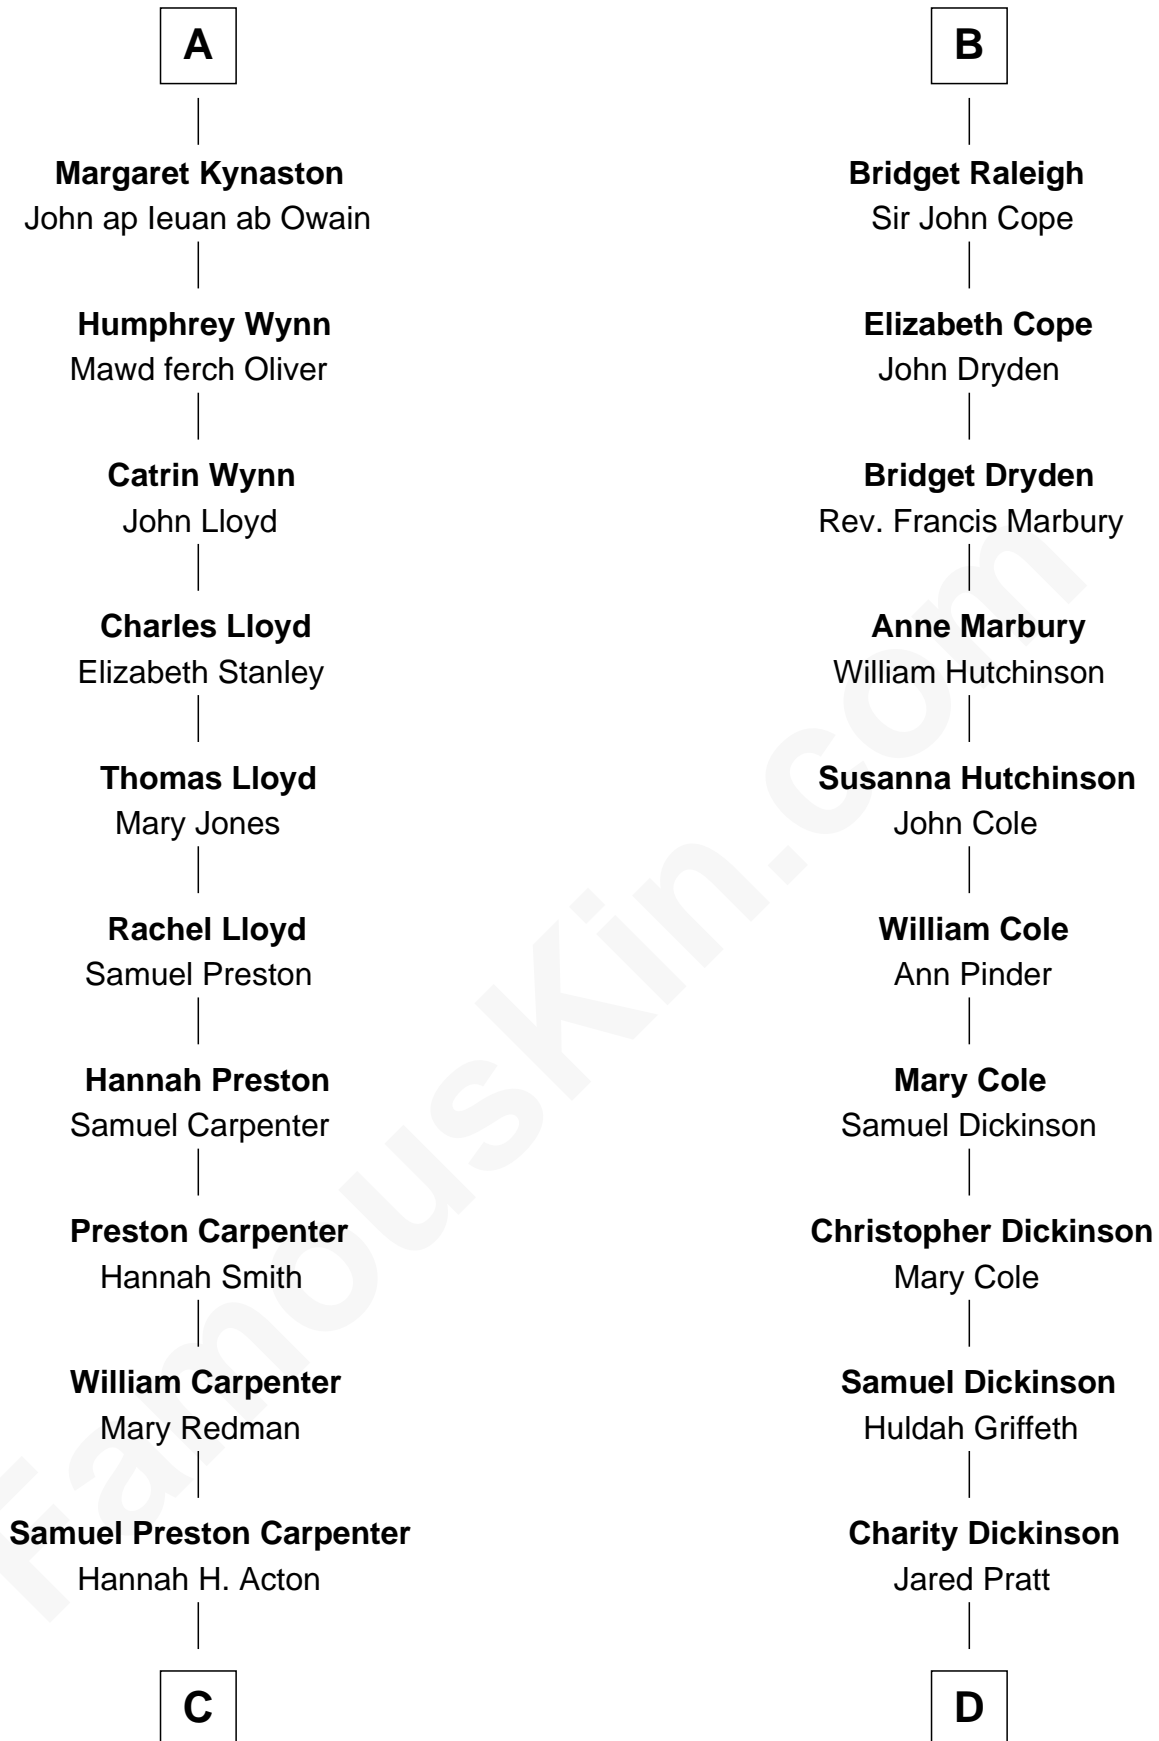 A
Margaret Kynaston
John ap Ieuan ab Owain
Humphrey Wynn
Mawd ferch Oliver
Catrin Wynn
John Lloyd
Charles Lloyd
Elizabeth Stanley
Thomas Lloyd
Mary Jones
Rachel Lloyd
Samuel Preston
Hannah Preston
Samuel Carpenter
Preston Carpenter
Hannah Smith
William Carpenter
Mary Redman
Samuel Preston Carpenter
Hannah H. Acton
C
B
Bridget Raleigh
Sir John Cope
Elizabeth Cope
John Dryden
Bridget Dryden
Rev. Francis Marbury
Anne Marbury
William Hutchinson
Susanna Hutchinson
John Cole
William Cole
Ann Pinder
Mary Cole
Samuel Dickinson
Christopher Dickinson
Mary Cole
Samuel Dickinson
Huldah Griffeth
Charity Dickinson
Jared Pratt
D
FamousKin.com